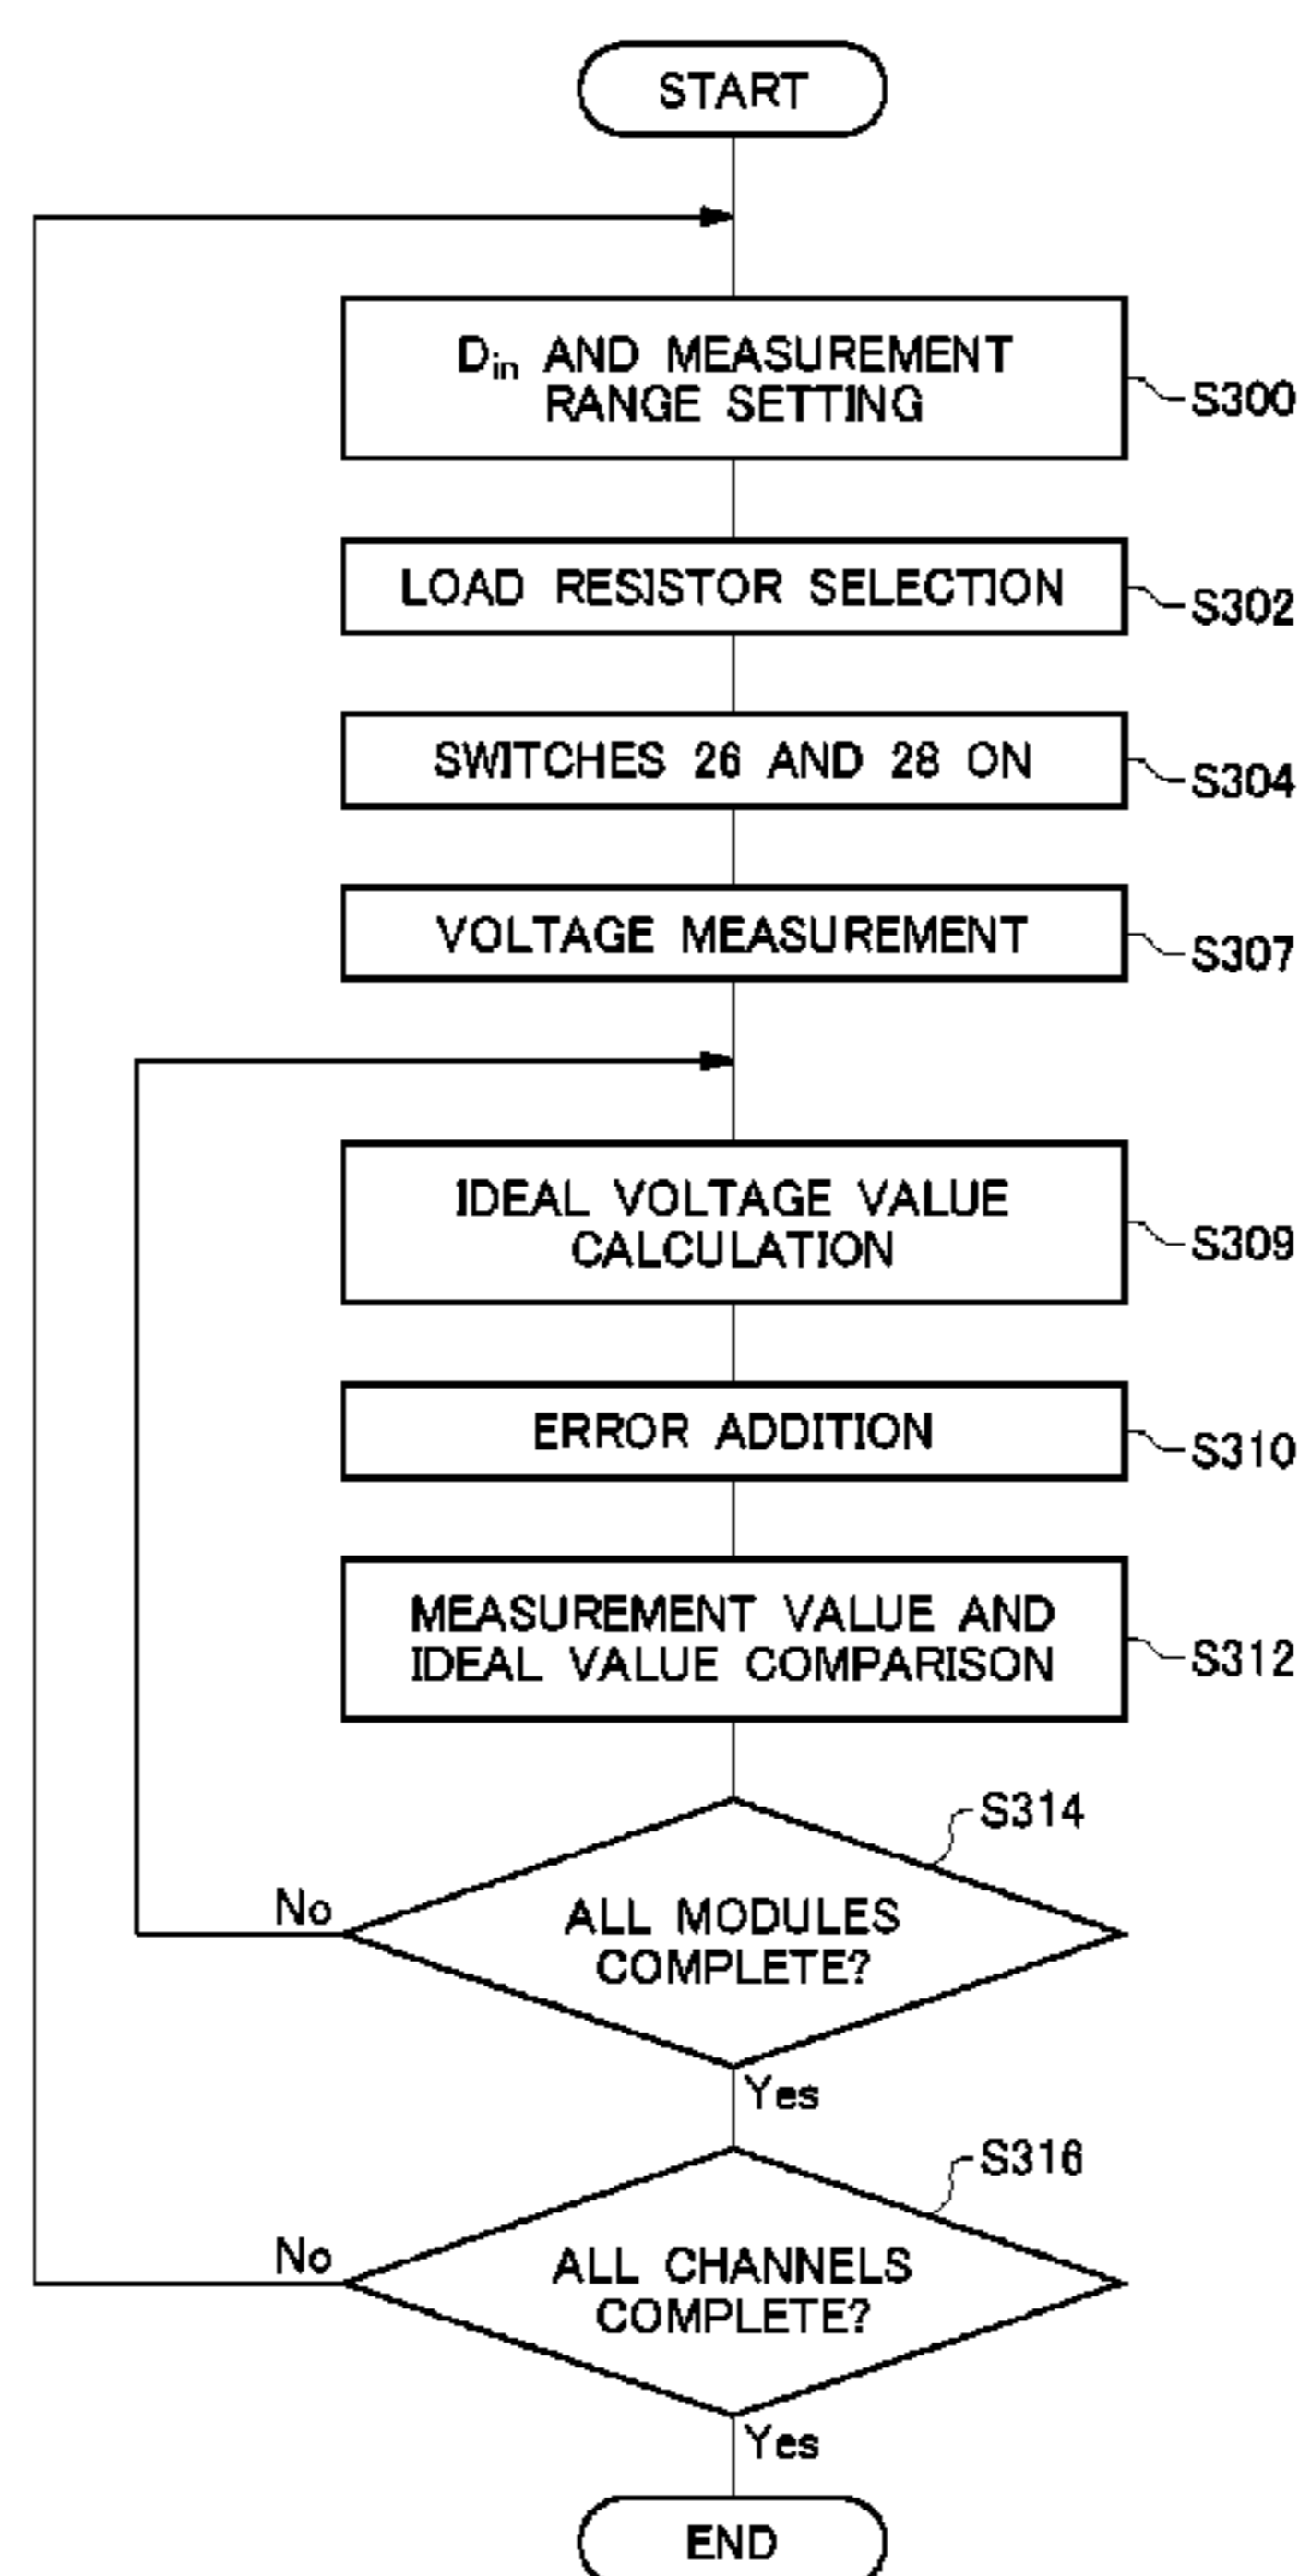 START
Din AND MEASUREMENT
RANGE SETTING
S300
LOAD RESISTOR SELECTION
S302
SWITCHES 26 AND 28 ON
S304
VOLTAGE MEASUREMENT
S307
IDEAL VOLTAGE VALUE
CALCULATION
S309
ERROR ADDITION
S310
MEASUREMENT VALUE AND
IDEAL VALUE COMPARISON
S312
S314
No
ALL MODULES
COMPLETE?
Yes
S316
No
ALL CHANNELS
COMPLETE?
Yes
END